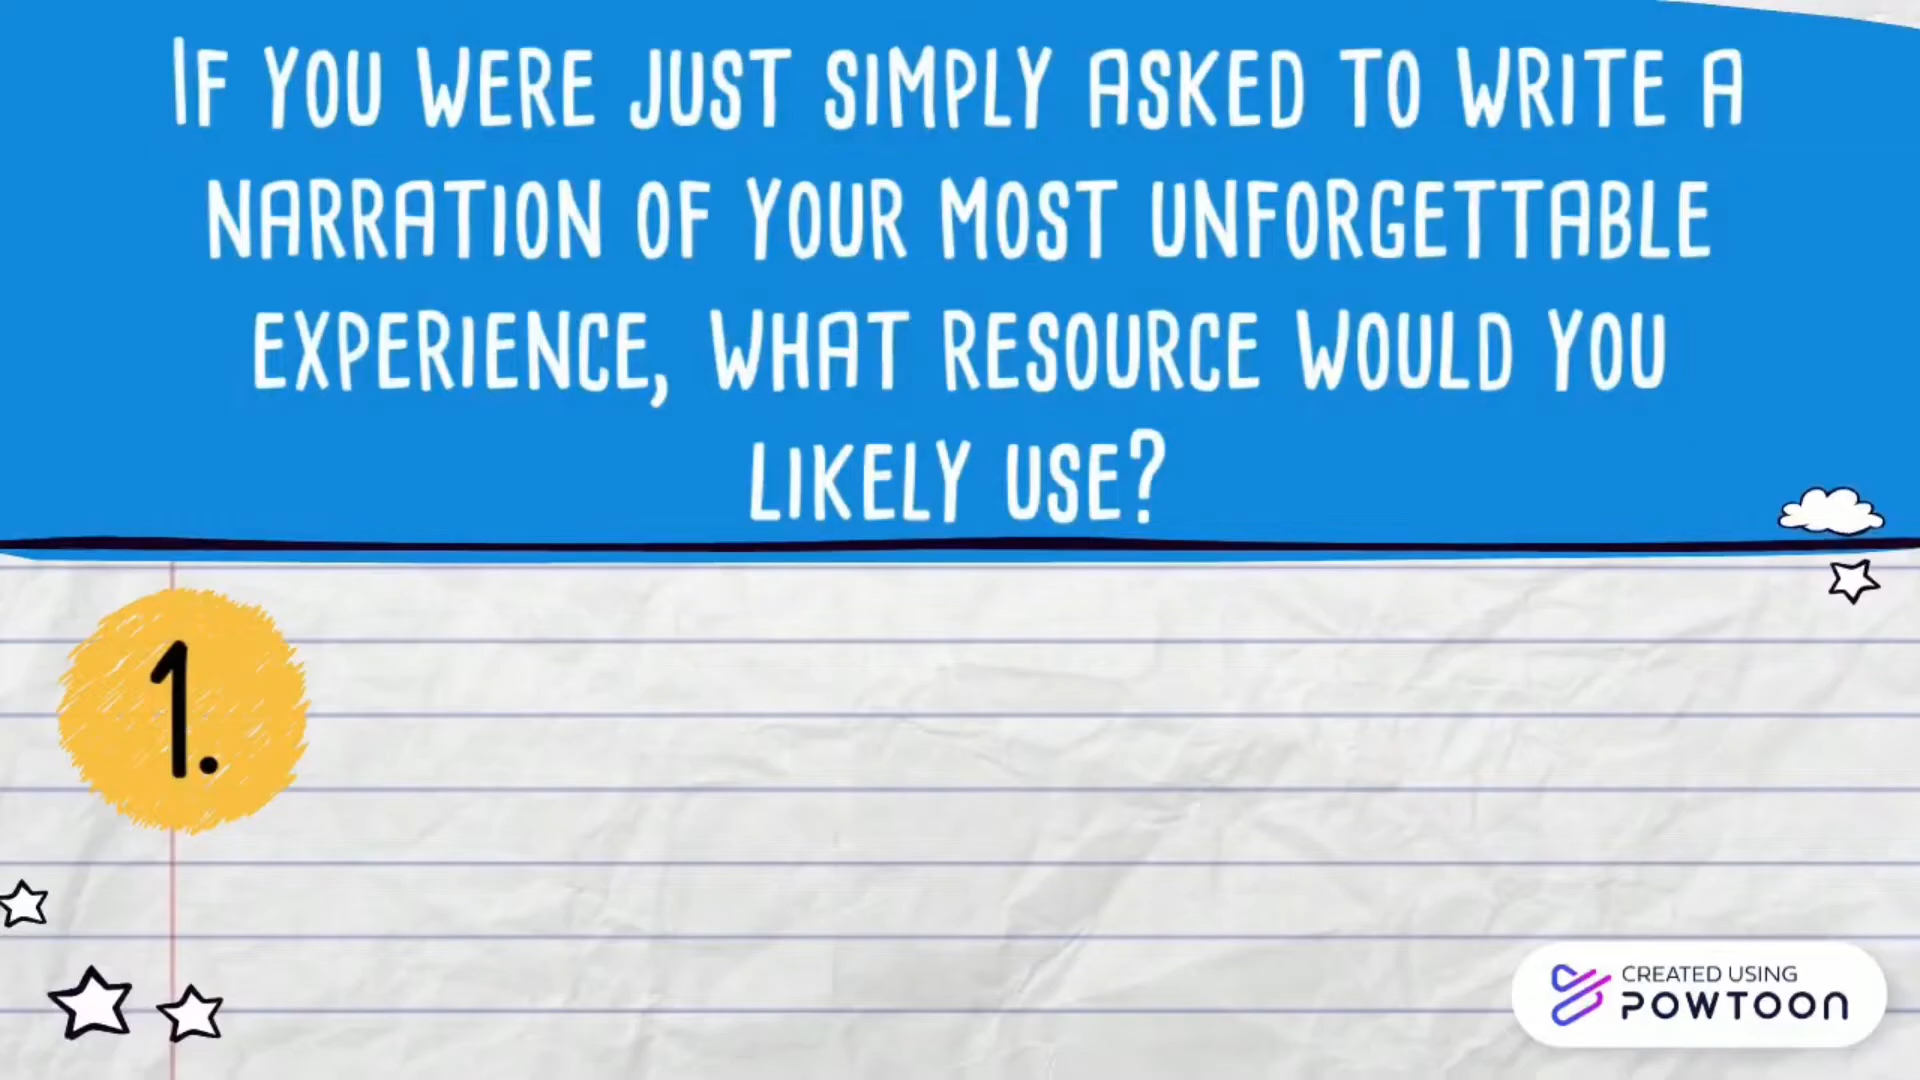 IF YOU WERE JUST SIMPLY ASKED TO WRITE A
NARRATION OF YOUR MOST UNFORGETTABLE
EXPERIENCE, WHAT RESOURCE WOULD YOU
LIKELY USE?
1.
CREATED USING
POWTOON